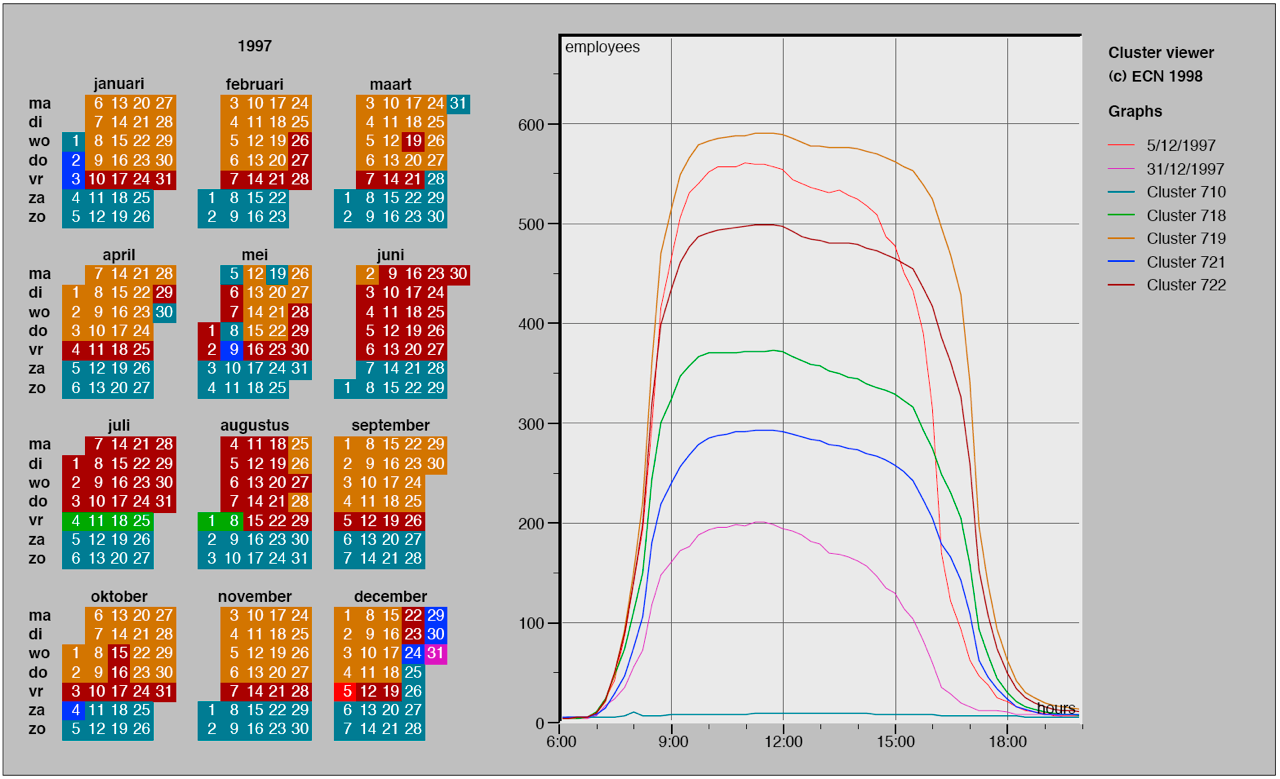 1997
januari februari maart
ma 6 13 20 27 3 10 17 24 3 10 17 24 31
di 7 14 21 28 4 11 18 25 4 11 18 25
wo 1 8 15 22 29 5 12 19 26 5 12 19 26
do 2 9 16 23 30 6 13 20 27 6 13 20 27
vr 3 10 17 24 31 7 14 21 28 7 14 21 28
za 4 11 18 25 1 8 15 22 1 8 15 22 29
zo 5 12 19 26 2 9 16 23 2 9 16 23 30
april mei juni
ma 7 14 21 28 5 12 19 26 2 9 16 23 30
di 1 8 15 22 29 6 13 20 27 3 10 17 24
wo 2 9 16 23 30 7 14 21 28 4 11 18 25
do 3 10 17 24 1 8 15 22 29 5 12 19 26
vr 4 11 18 25 2 9 16 23 30 6 13 20 27
za 5 12 19 26 3 10 17 24 31 7 14 21 28
zo 6 13 20 27 4 11 18 25 1 8 15 22 29
juli augustus september
ma 7 14 21 28 4 11 18 25 1 8 15 22 29
di 1 8 15 22 29 5 12 19 26 2 9 16 23 30
wo 2 9 16 23 30 6 13 20 27 3 10 17 24
do 3 10 17 24 31 7 14 21 28 4 11 18 25
vr 4 11 18 25 1 8 15 22 29 5 12 19 26
za 5 12 19 26 2 9 16 23 30 6 13 20 27
zo 6 13 20 27 3 10 17 24 31 7 14 21 28
oktober november december
ma 6 13 20 27 3 10 17 24 1 8 15 22 29
di 7 14 21 28 4 11 18 25 2 9 16 23 30
wo 1 8 15 22 29 5 12 19 26 3 10 17 24 31
do 2 9 16 23 30 6 13 20 27 4 11 18 25
vr 3 10 17 24 31 7 14 21 28 5 12 19 26
za 4 11 18 25 1 8 15 22 29 6 13 20 27
zo 5 12 19 26 2 9 16 23 30 7 14 21 28
employees
600
500
400
300
200
100
0
hours
6:00 9:00 12:00 15:00 18:00
Cluster viewer
(c) ECN 1998
Graphs
5/12/1997
31/12/1997
Cluster 710
Cluster 718
Cluster 719
Cluster 721
Cluster 722